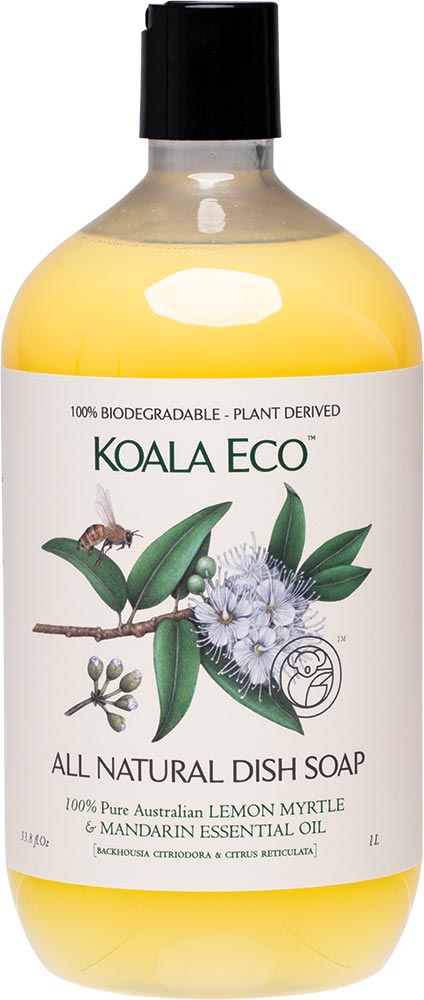 100% BIODEGRADABLE - PLANT DERIVED
KOALA ECO™
TM
ALL NATURAL DISH SOAP
100% Pure Australian LEMON MYRTLE
& MANDARIN ESSENTIAL OIL
33.8 fl.Oz
[BACKHOUSIA CITRIODORA & CITRUS RETICULATA]
1L